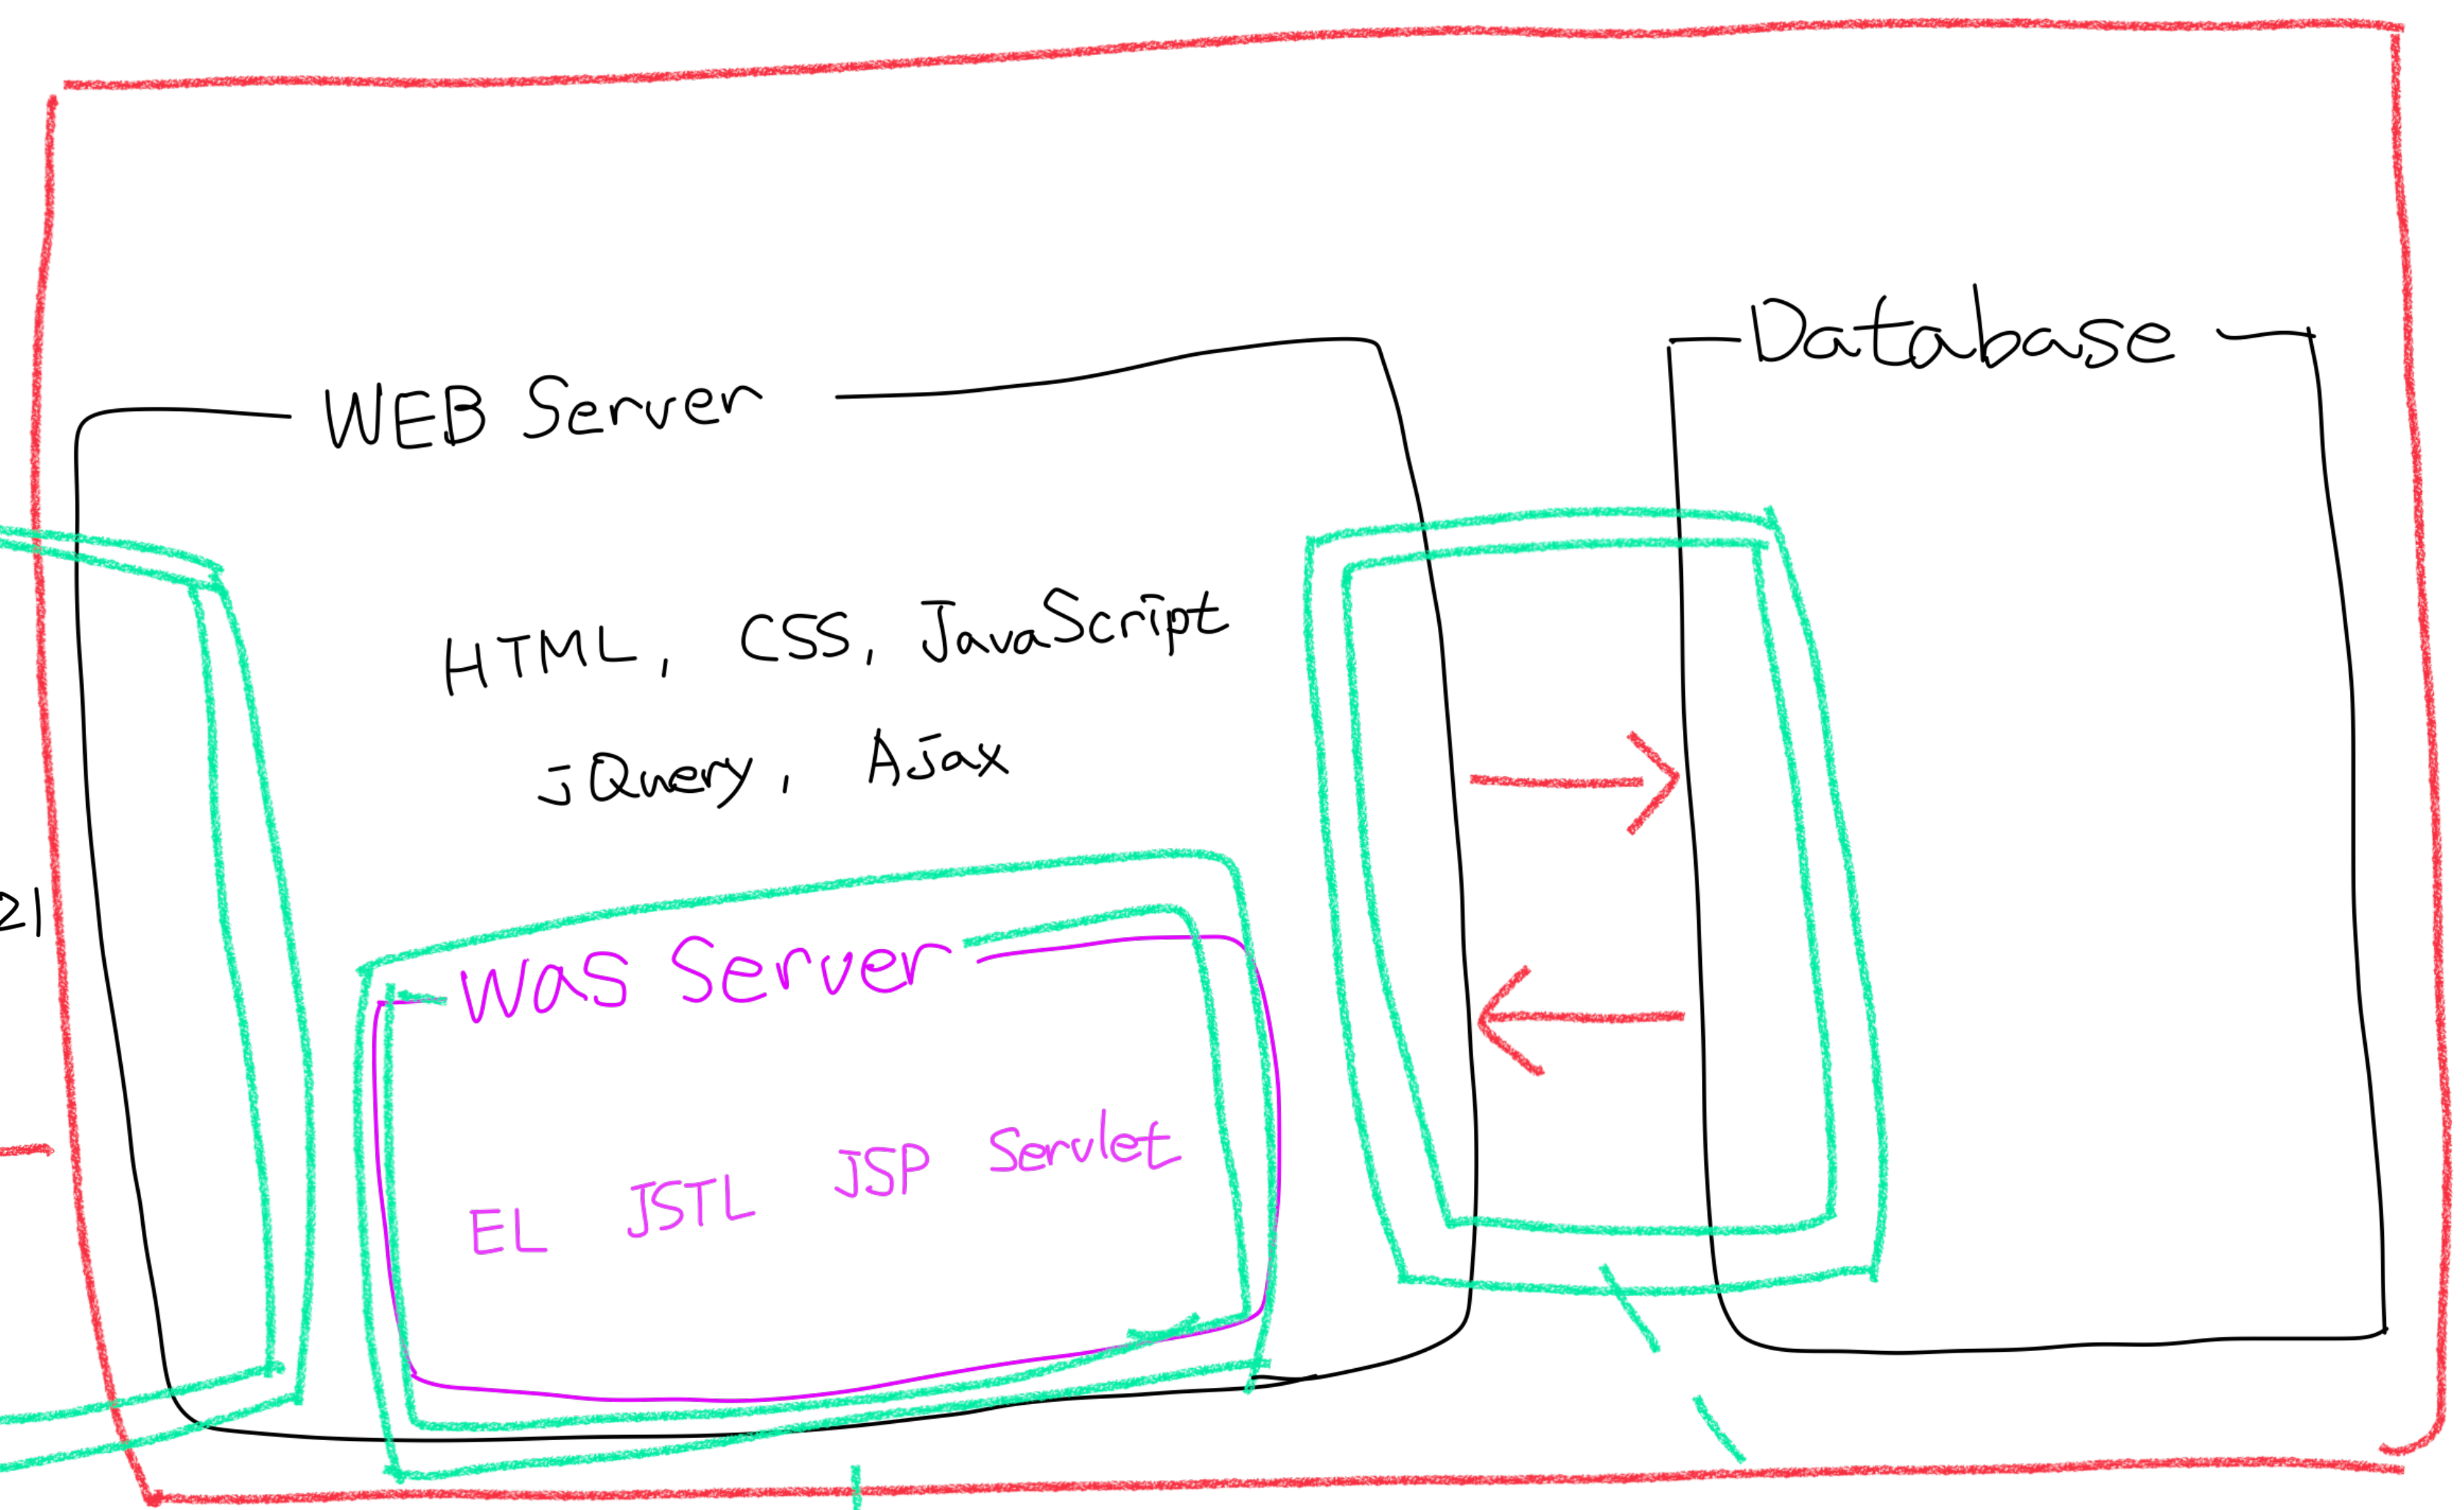 WEB Server
Database
HTML, CSS, JavaScript
jQuery, Ajax
WAS Server
EL JSTL JSP Servlet